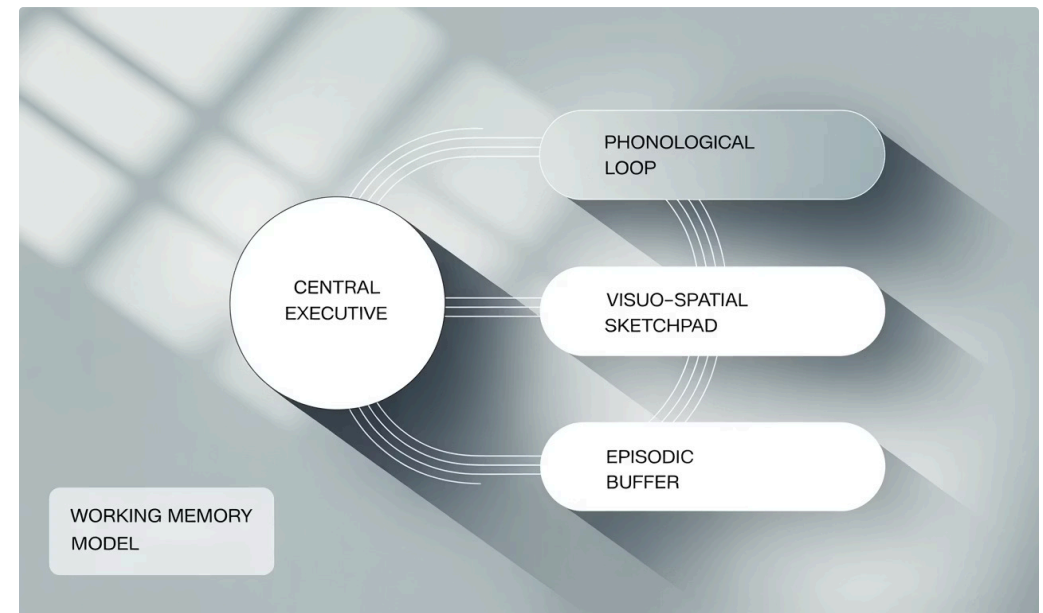 PHONOLOGICAL
LOOP
CENTRAL
EXECUTIVE
VISUO-SPATIAL
SKETCHPAD
EPISODIC
BUFFER
WORKING MEMORY
MODEL